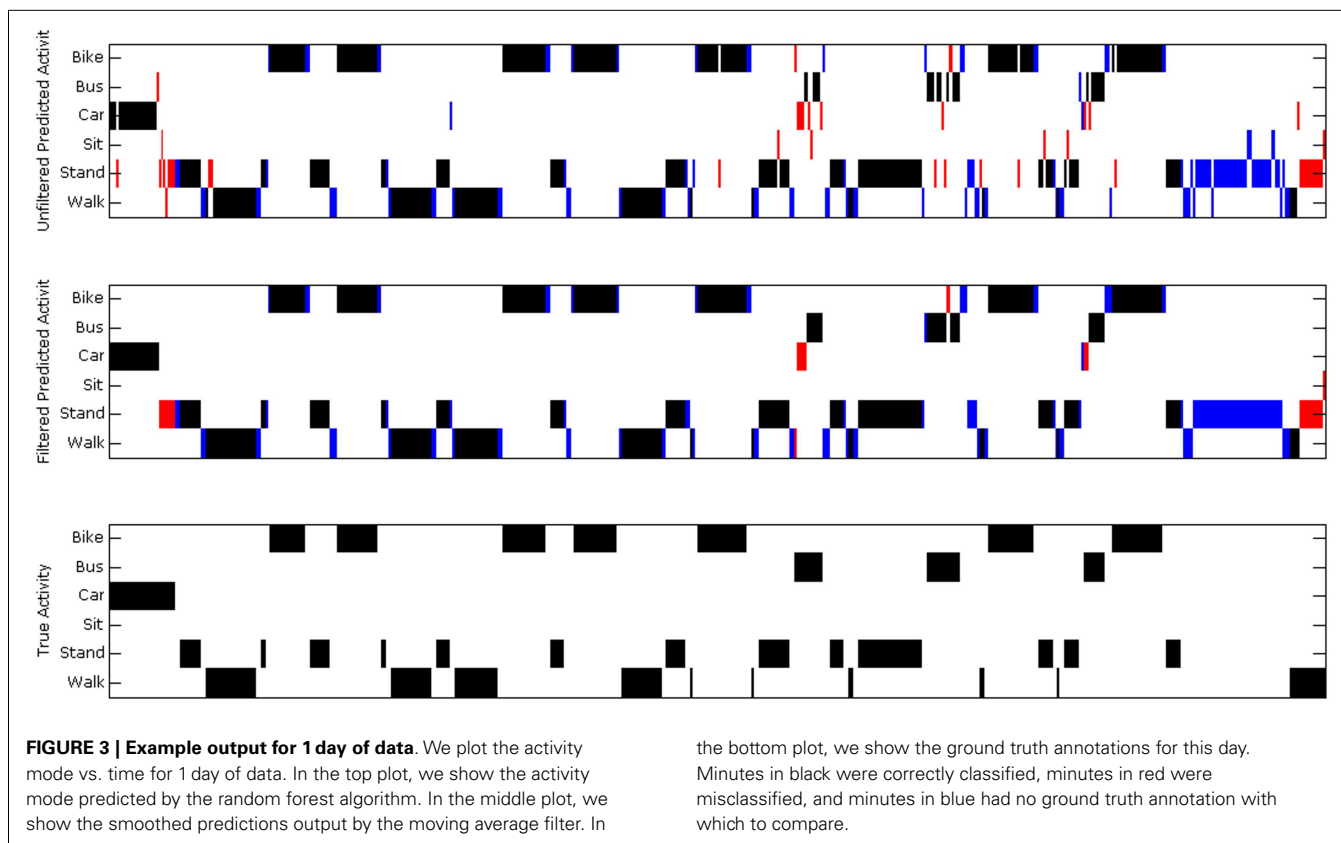 Unfiltered Predicted Activit
Bike
Bus
Car
Sit
Stand
Walk
Filtered Predicted Activit
Bike
Bus
Car
Sit
Stand
Walk
True Activity
Bike
Bus
Car
Sit
Stand
Walk
FIGURE 3 | Example output for 1 day of data. We plot the activity
mode vs. time for 1 day of data. In the top plot, we show the activity
mode predicted by the random forest algorithm. In the middle plot, we
show the smoothed predictions output by the moving average filter. In
the bottom plot, we show the ground truth annotations for this day.
Minutes in black were correctly classified, minutes in red were
misclassified, and minutes in blue had no ground truth annotation with
which to compare.